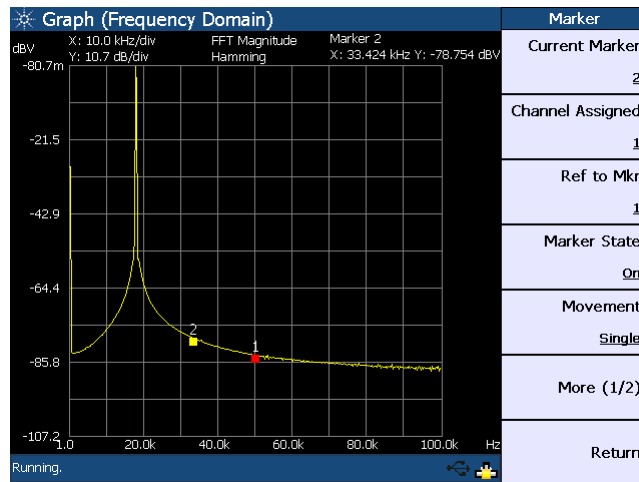 Graph (Frequency Domain)
dBV
X: 10.0 kHz/div
Y: 10.7 dB/div
FFT Magnitude
Hamming
Marker 2
X: 33.424 kHz Y: -78.754 dBV
-80.7m
-21.5
-42.9
-64.4
-85.8
-107.2
2
1
1.0
20.0k
40.0k
60.0k
80.0k
100.0k
Hz
Running.
Marker
Current Marker
2
Channel Assigned
1
Ref to Mkr
1
Marker State
On
Movement
Single
More (1/2)
Return